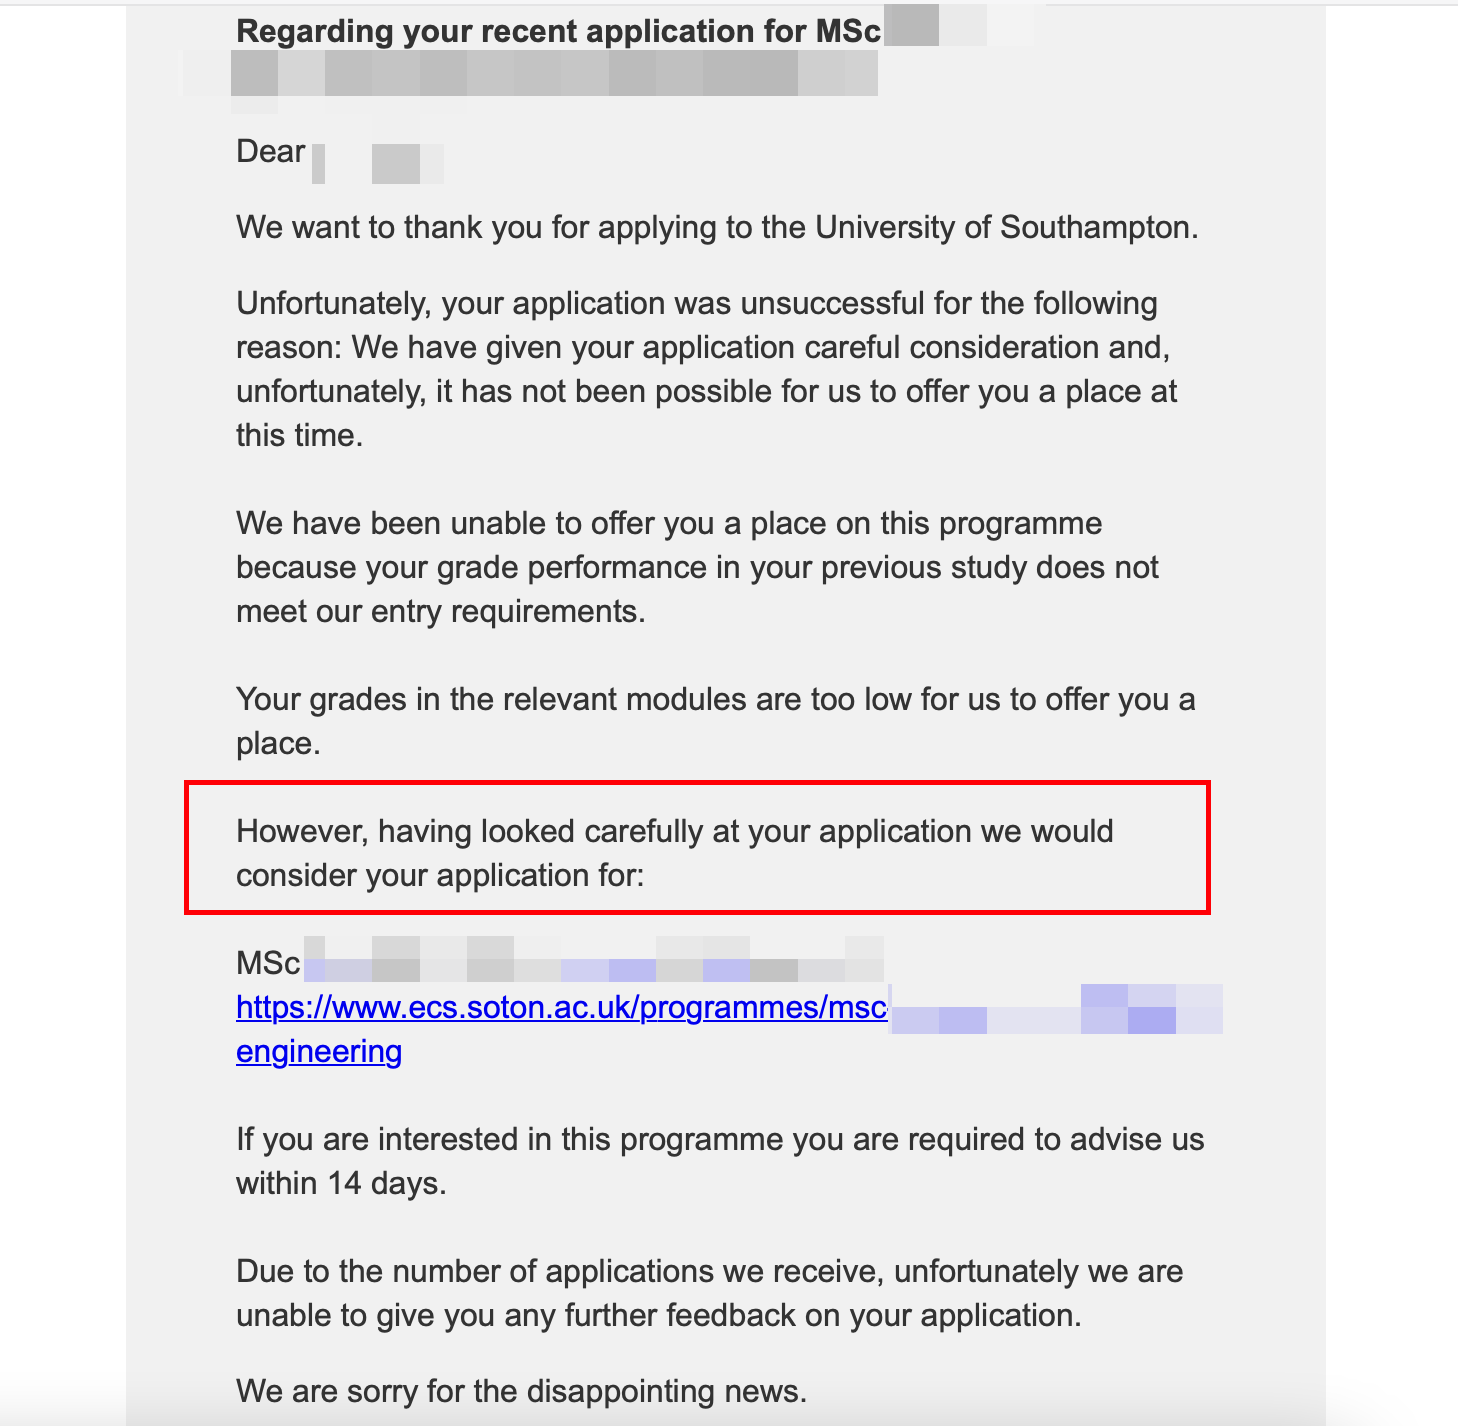 Regarding your recent application for MSc
Dear
We want to thank you for applying to the University of Southampton.
Unfortunately, your application was unsuccessful for the following
reason: We have given your application careful consideration and,
unfortunately, it has not been possible for us to offer you a place at
this time.
We have been unable to offer you a place on this programme
because your grade performance in your previous study does not
meet our entry requirements.
Your grades in the relevant modules are too low for us to offer you a
place.
However, having looked carefully at your application we would
consider your application for:
MSc
https://www.ecs.soton.ac.uk/programmes/msc-
engineering
If you are interested in this programme you are required to advise us
within 14 days.
Due to the number of applications we receive, unfortunately we are
unable to give you any further feedback on your application.
We are sorry for the disappointing news.